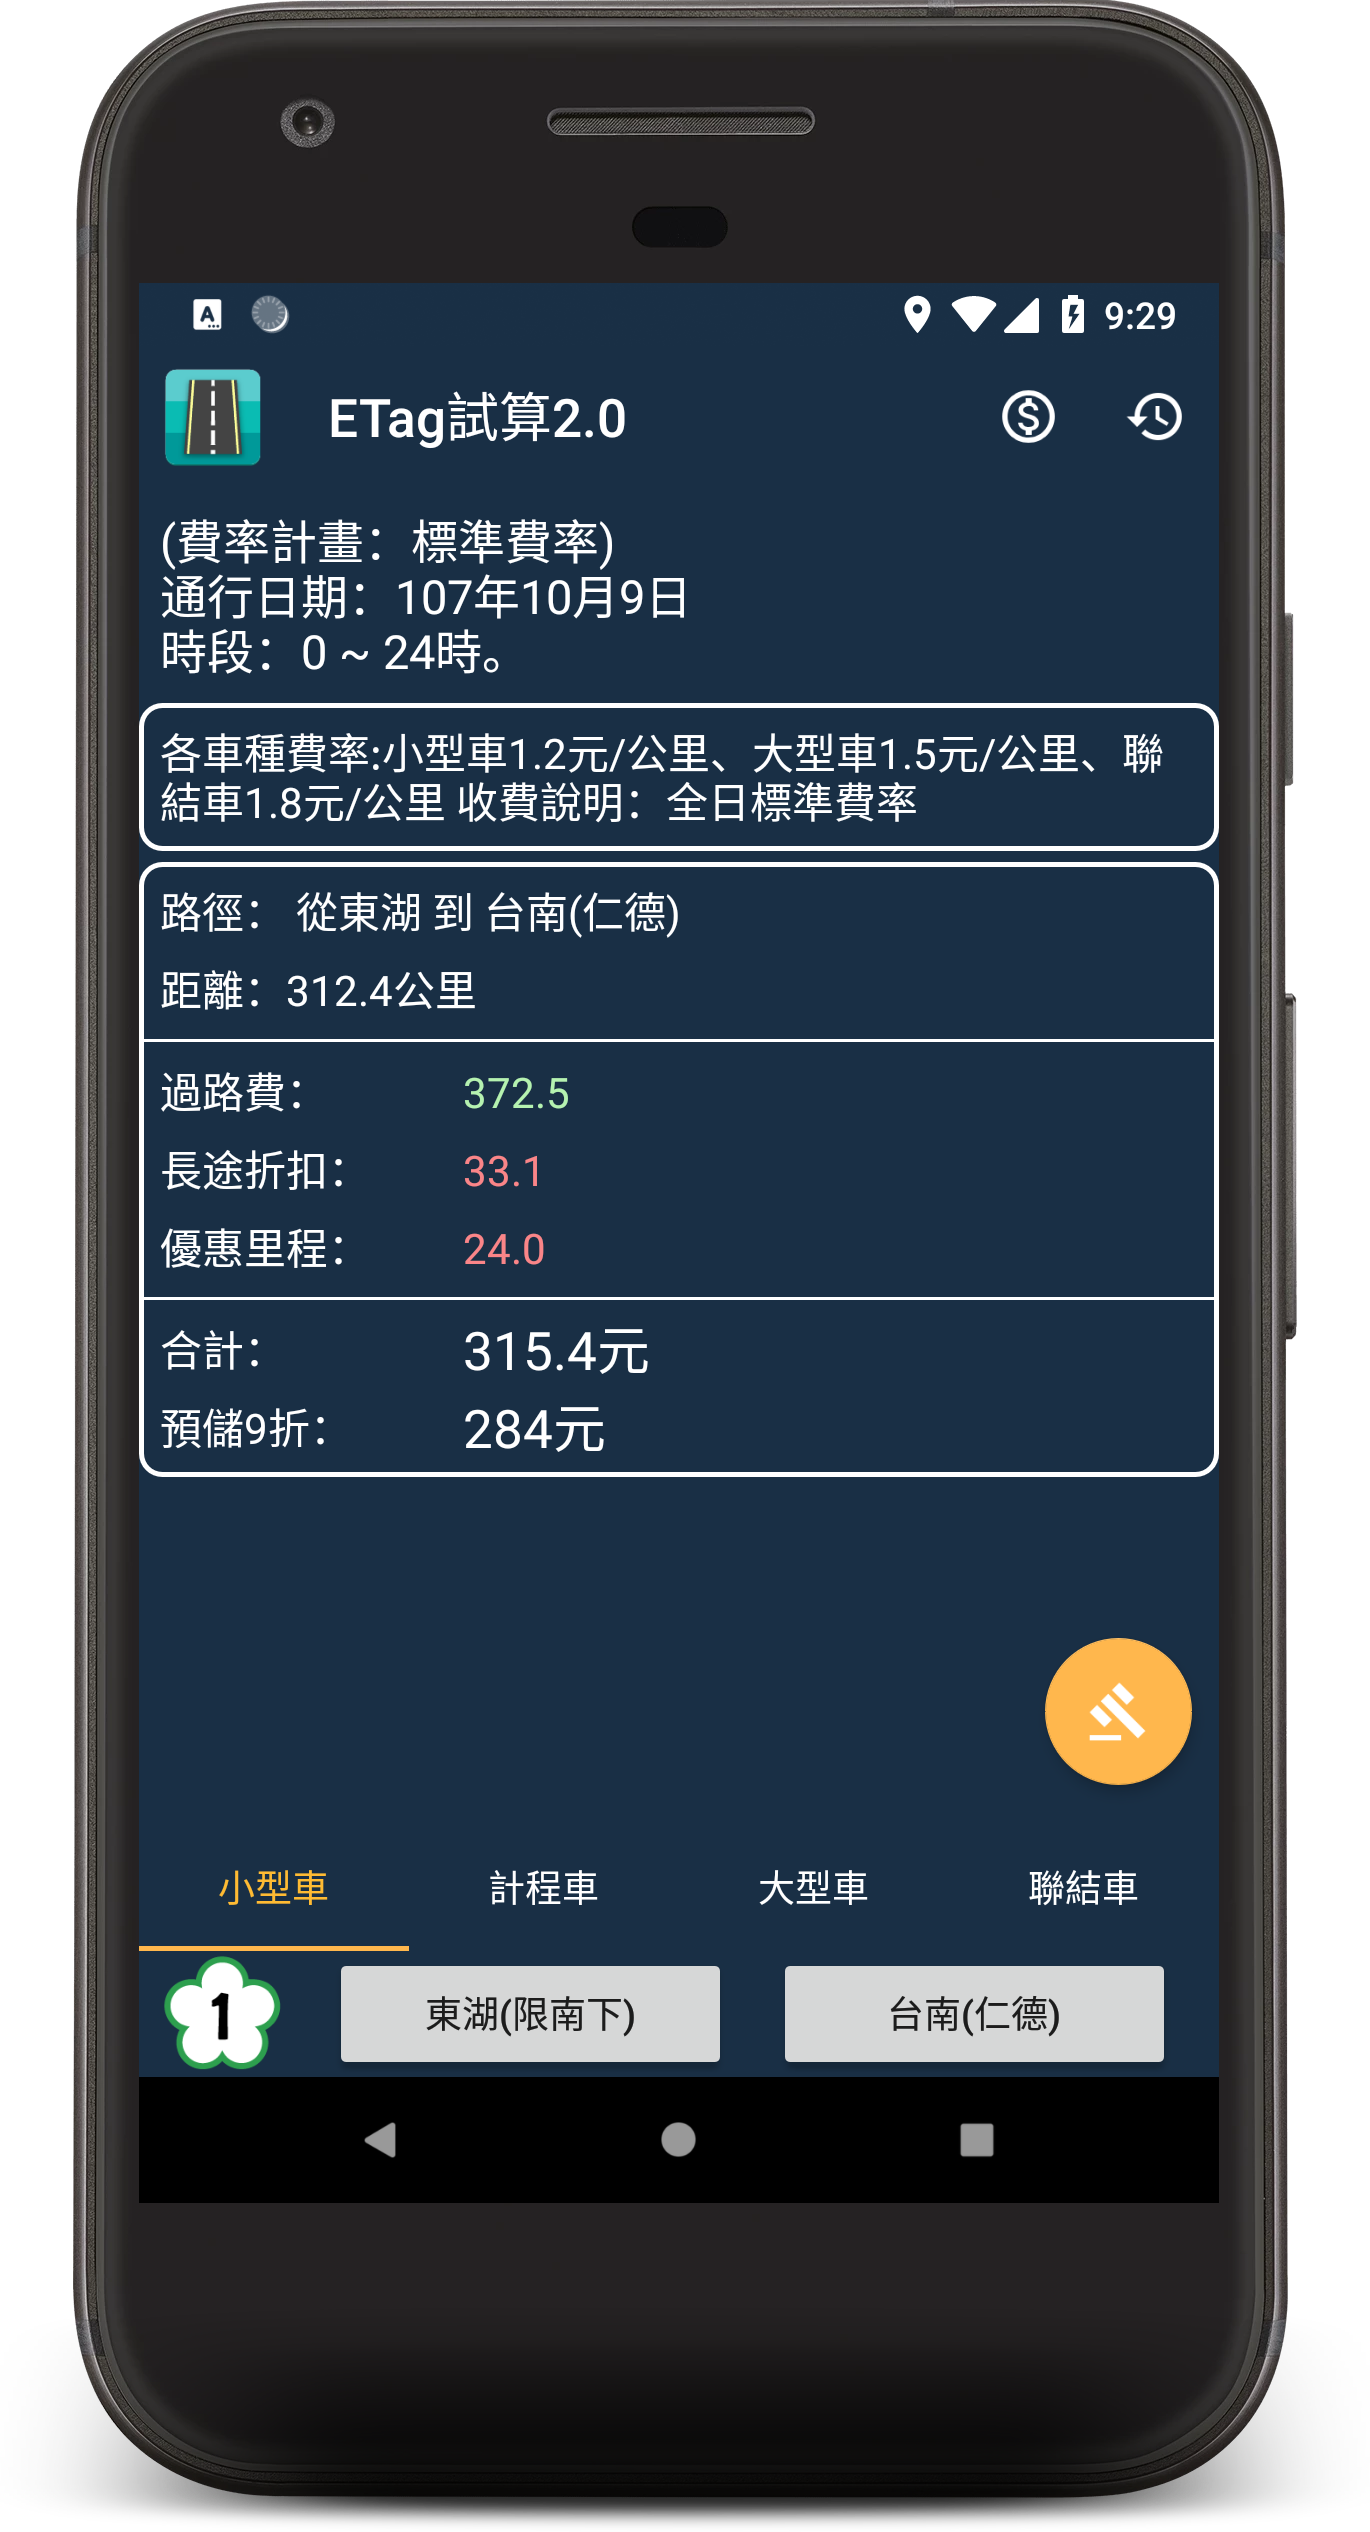 9:29
ETag試算2.0
(費率計畫：標準費率)
通行日期：107年10月9日
時段：0 ~ 24時。
各車種費率:小型車1.2元/公里、大型車1.5元/公里、聯
結車1.8元/公里 收費說明：全日標準費率
路徑： 從東湖 到 台南(仁德)
距離：312.4公里
過路費： 372.5
長途折扣： 33.1
優惠里程： 24.0
合計： 315.4元
預儲9折： 284元
小型車 計程車 大型車 聯結車
1 東湖(限南下) 台南(仁德)